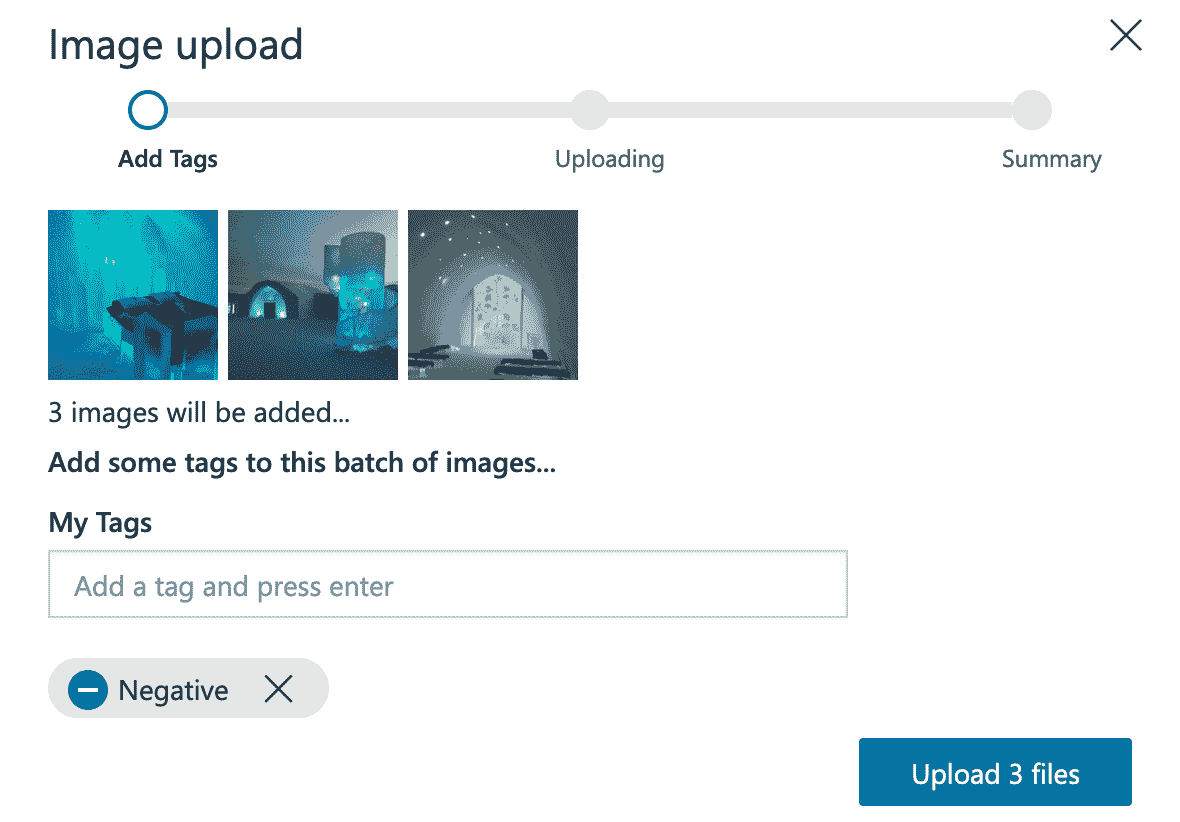 Image upload
Add Tags
Uploading
Summary
3 images will be added...
Add some tags to this batch of images...
My Tags
Add a tag and press enter
Negative
Upload 3 files